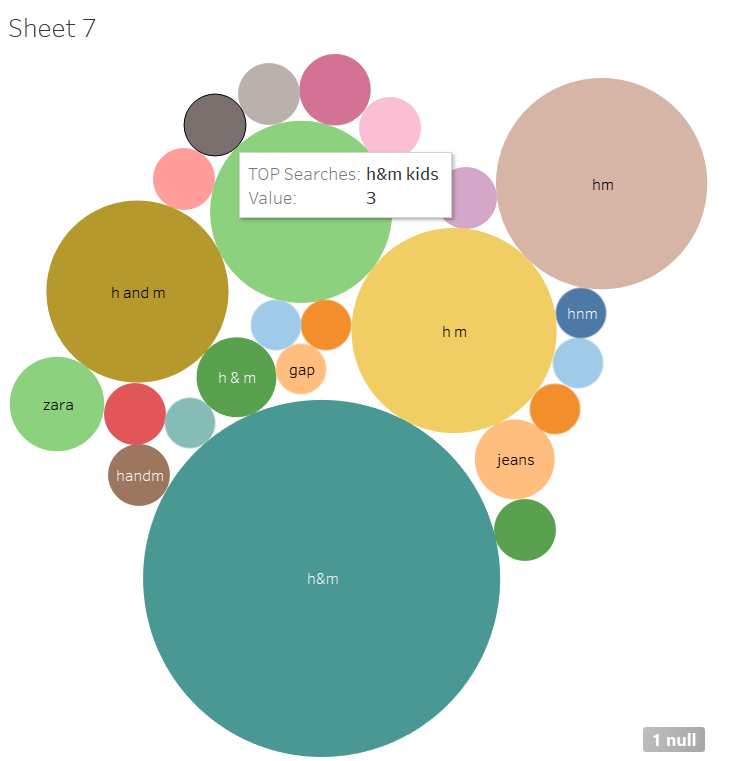 Sheet 7
TOP Searches: h&m kids
Value: 3
hm
h and m
hnm
h m
gap
h & m
zara
jeans
handm
h&m
1 null